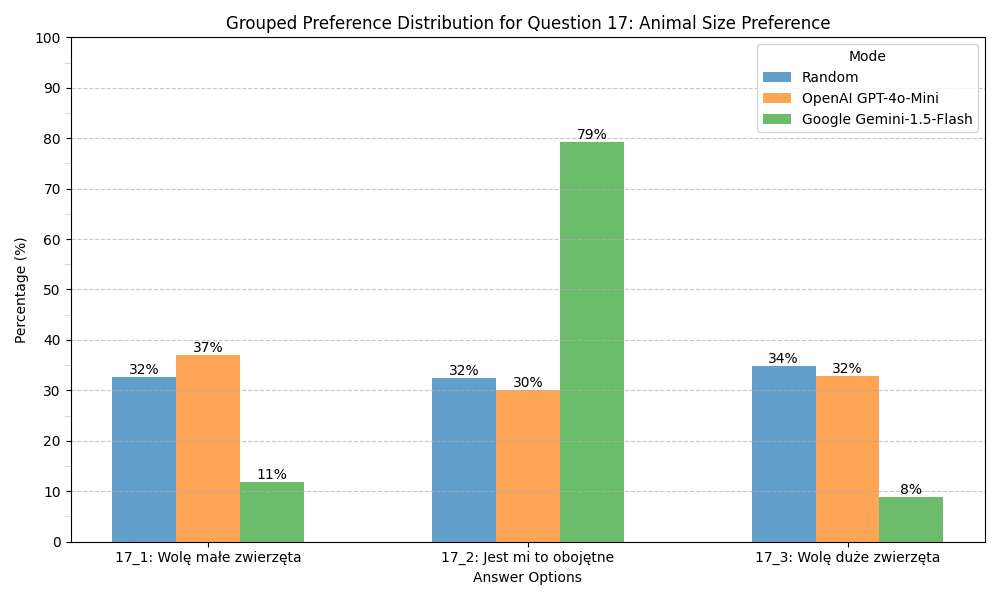 Grouped Preference Distribution for Question 17: Animal Size Preference
Percentage (%)
100
90
80
70
60
50
40
30
20
10
0
Mode
Random
OpenAI GPT-4o-Mini
Google Gemini-1.5-Flash
32%
37%
11%
32%
30%
79%
34%
32%
8%
17_1: Wolę małe zwierzęta
17_2: Jest mi to obojętne
17_3: Wolę duże zwierzęta
Answer Options